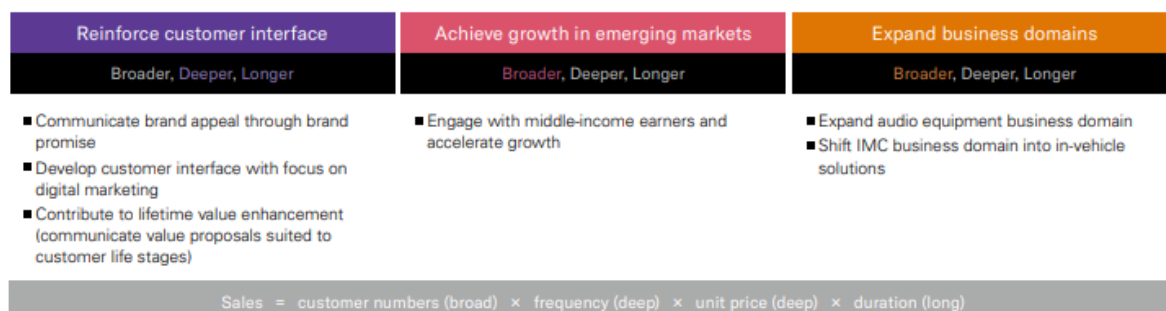 Reinforce customer interface
Broader, Deeper, Longer
■ Communicate brand appeal through brand
promise
■ Develop customer interface with focus on
digital marketing
■ Contribute to lifetime value enhancement
(communicate value proposals suited to
customer life stages)
Achieve growth in emerging markets
Broader, Deeper, Longer
■ Engage with middle-income earners and
accelerate growth
Expand business domains
Broader, Deeper, Longer
■ Expand audio equipment business domain
■ Shift IMC business domain into in-vehicle
solutions
Sales = customer numbers (broad) × frequency (deep) × unit price (deep) × duration (long)